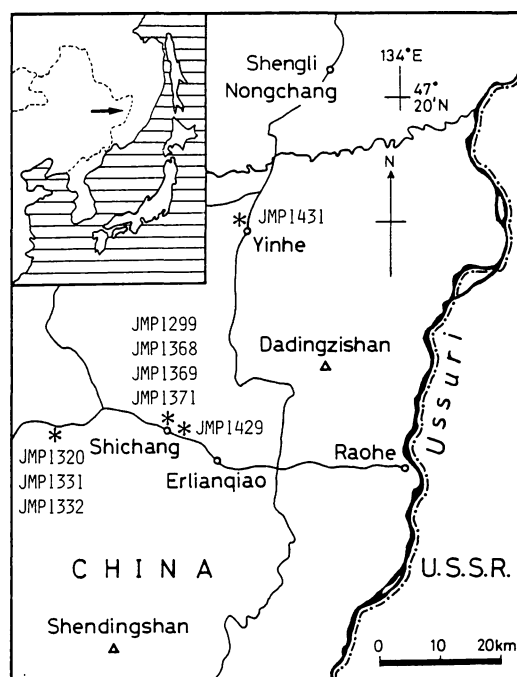 Shengli
Nongchang
134°E
47°
20'N
N
JMP1431
Yinhe
JMP1299
JMP1368
JMP1369
JMP1371
Dadingzishan
Ussuri
JMP1429
Shichang
JMP1320
JMP1331
JMP1332
Erlianqiao
Raohe
CHINA
U.S.S.R.
Shendingshan
0 10 20km